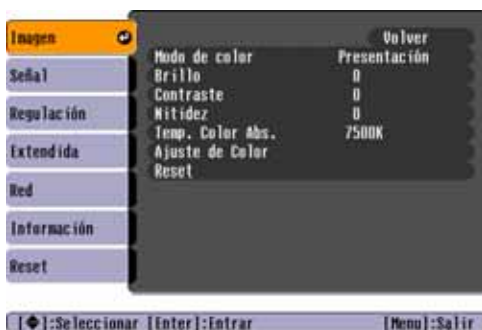 Imagen
Señal
Regulación
Extendida
Red
Información
Reset
Volver
Modo de color Presentación
Brillo 0
Contraste 0
Nitidez 0
Temp. Color Abs. 7500K
Ajuste de Color
Reset
[◆]:Seleccionar [Enter]:Entrar [Menu]:Salir